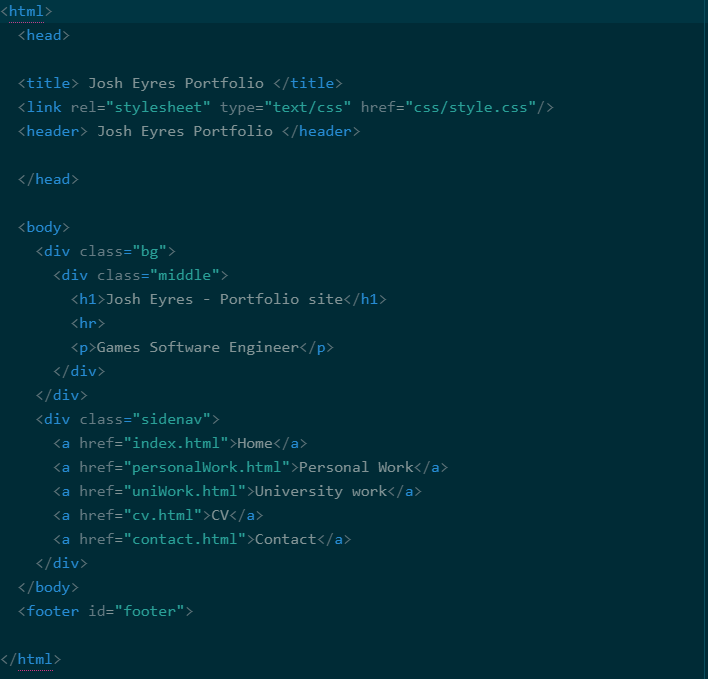 <html>
<head>
<title> Josh Eyres Portfolio </title>
<link rel="stylesheet" type="text/css" href="css/style.css"/>
<header> Josh Eyres Portfolio </header>
</head>
<body>
<div class="bg">
<div class="middle">
<h1>Josh Eyres - Portfolio site</h1>
<hr>
<p>Games Software Engineer</p>
</div>
</div>
<div class="sidenav">
<a href="index.html">Home</a>
<a href="personalWork.html">Personal Work</a>
<a href="uniWork.html">University work</a>
<a href="cv.html">CV</a>
<a href="contact.html">Contact</a>
</div>
</body>
<footer id="footer">
</html>